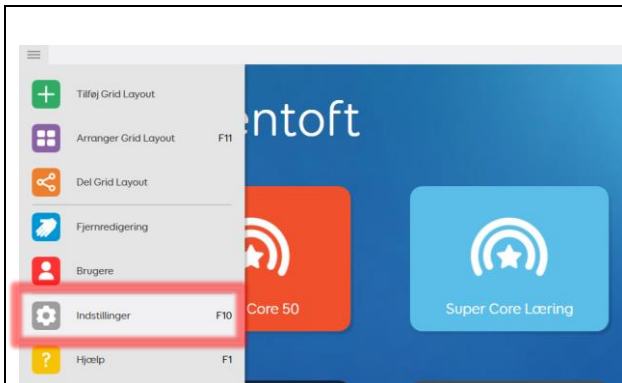 entoft
Tilføj Grid Layout
Arranger Grid Layout F11
Del Grid Layout
Fjernredigering
Brugere
Indstillinger F10
Hjælp F1
Core 50
Super Core Læring